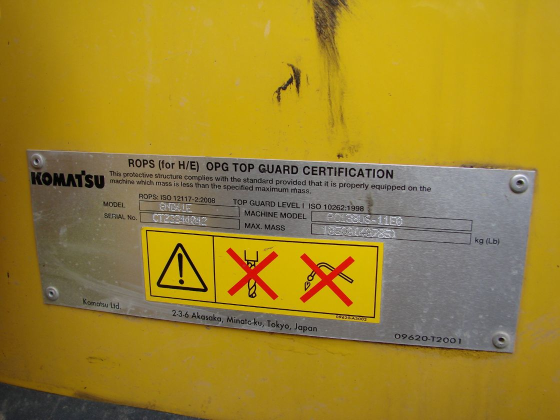 ROPS (for H/E) OPG TOP GUARD CERTIFICATION
KOMATSU
This protective structure complies with the standard provided that it is properly equipped on the
machine which mass is less than the specified maximum mass.
ROPS: ISO 12117-2:2008 TOP GUARD LEVEL I ISO 10262:1998
MODEL MACHINE MODEL
SERIAL No. MAX. MASS kg (Lb)
09620-A2002
Komatsu Ltd. 2-3-6 Akasaka, Minato-ku, Tokyo, Japan 09620-T2001